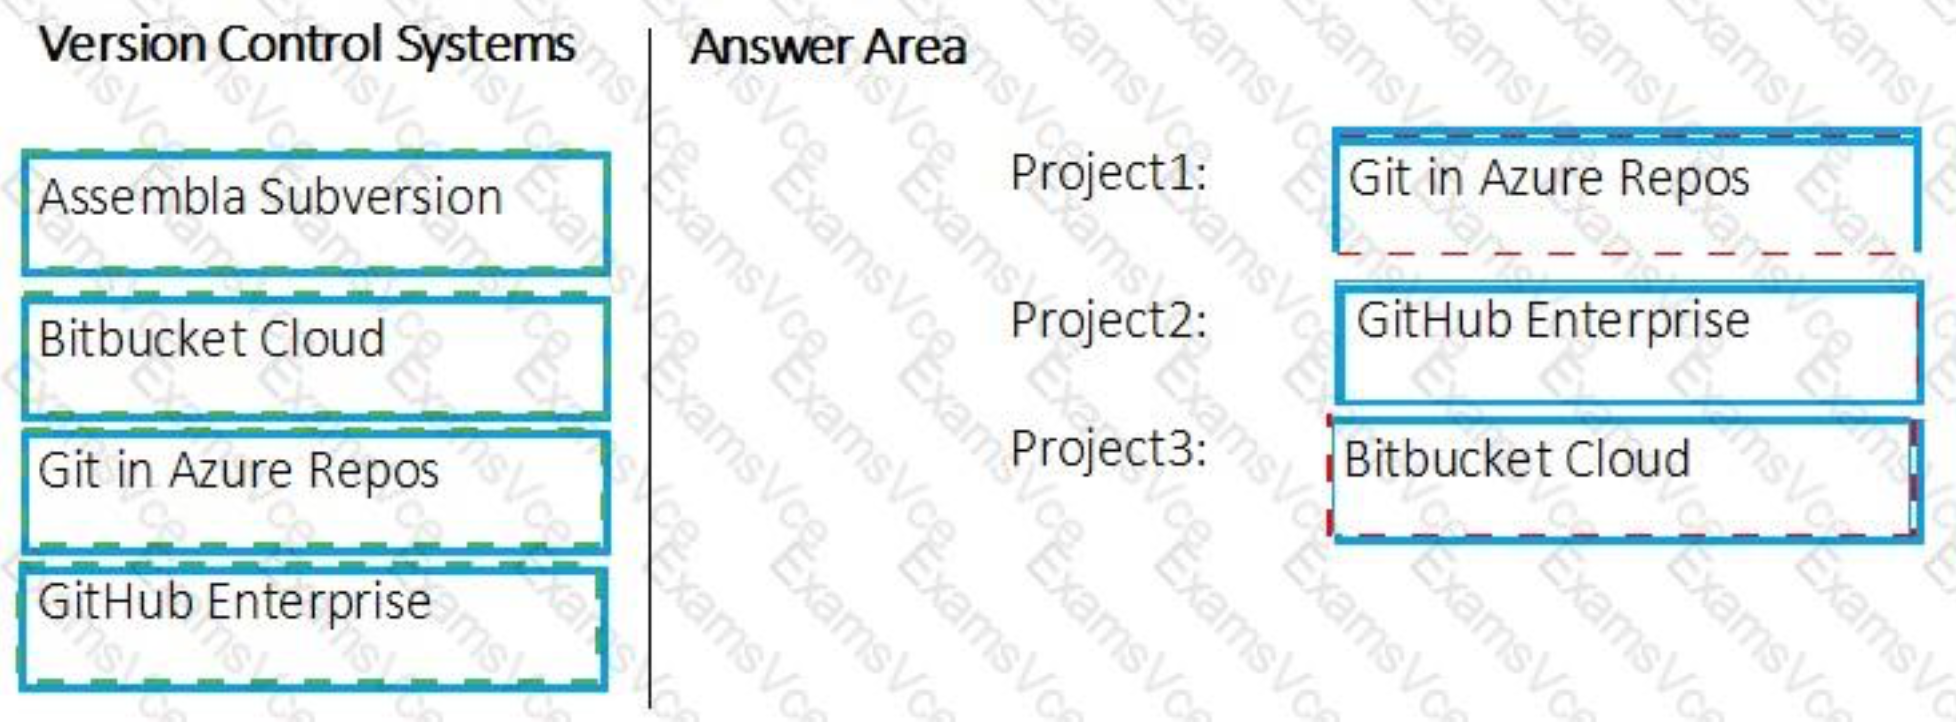 Version Control Systems
Assembla Subversion
Bitbucket Cloud
Git in Azure Repos
GitHub Enterprise
Answer Area
Project1:
Git in Azure Repos
Project2:
GitHub Enterprise
Project3:
Bitbucket Cloud
ExamsVce